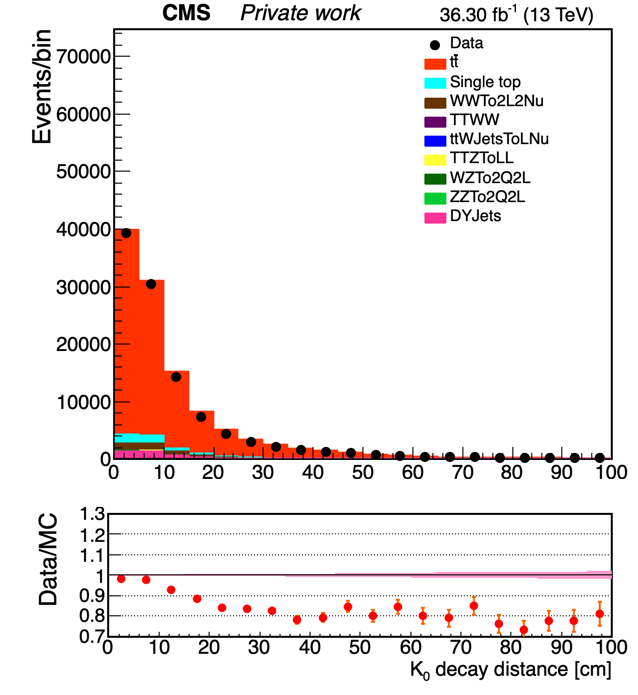 CMS Private work 36.30 fb⁻¹ (13 TeV)
Events/bin
70000
60000
50000
40000
30000
20000
10000
0
Data
tt̄
Single top
WWTo2L2Nu
TTWW
ttWJetsToLNu
TTZToLL
WZTo2Q2L
ZZTo2Q2L
DYJets
0 10 20 30 40 50 60 70 80 90 100
Data/MC
1.3
1.2
1.1
1
0.9
0.8
0.7
0 10 20 30 40 50 60 70 80 90 100
K₀ decay distance [cm]